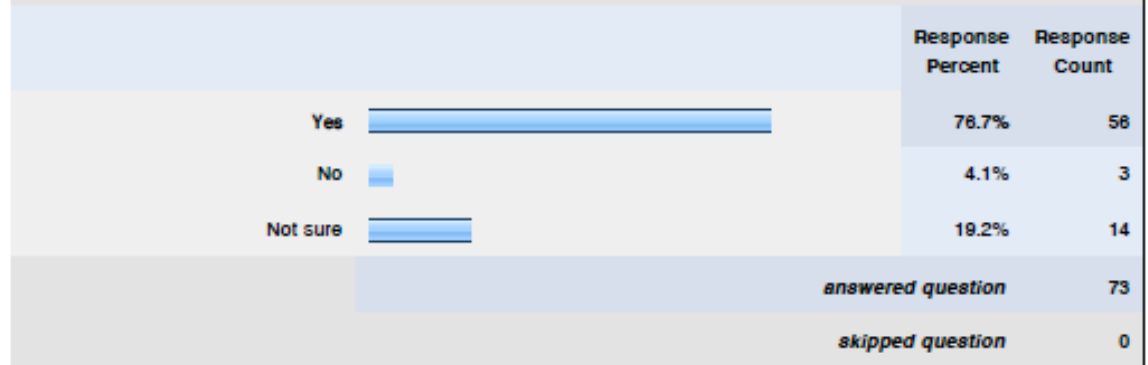 Response Response
Percent Count
Yes 76.7% 56
No 4.1% 3
Not sure 19.2% 14
answered question 73
skipped question 0